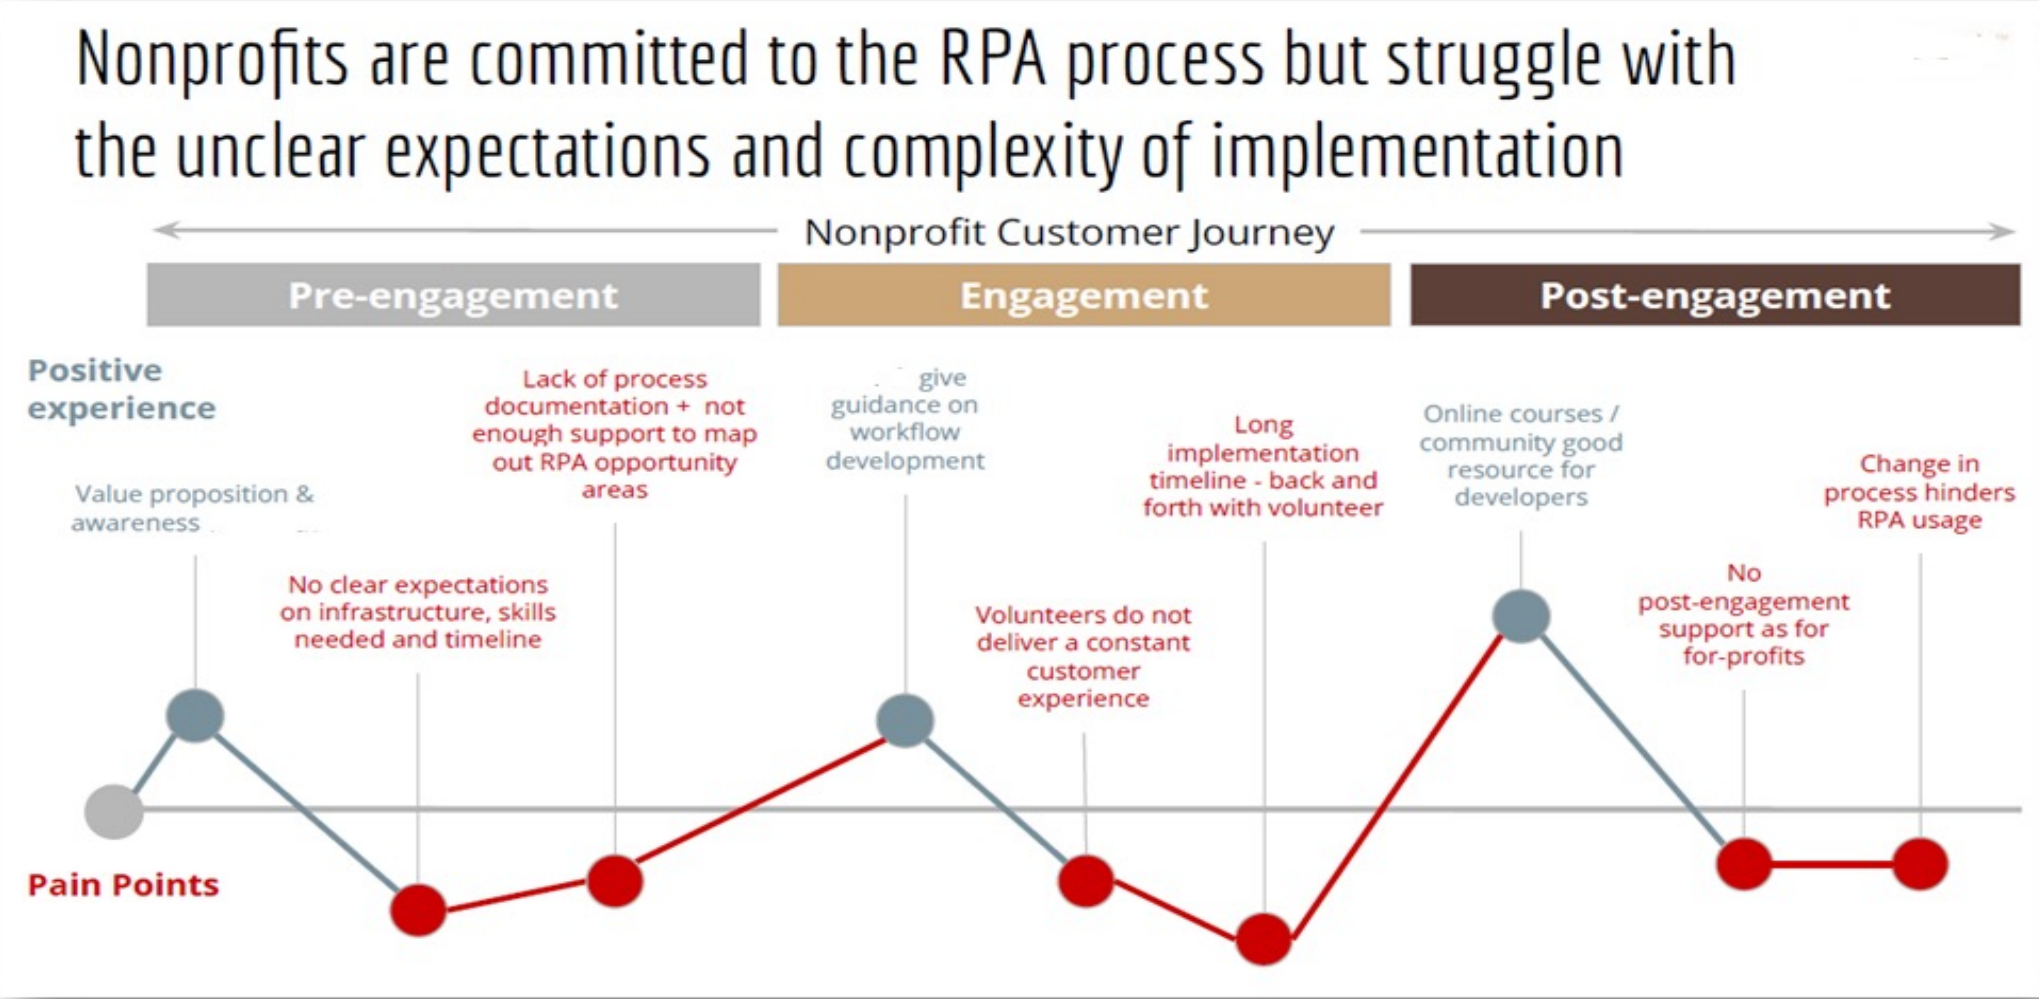 Nonprofits are committed to the RPA process but struggle with
the unclear expectations and complexity of implementation
Nonprofit Customer Journey
Pre-engagement
Engagement
Post-engagement
Positive
experience
Value proposition &
awareness
No clear expectations
on infrastructure, skills
needed and timeline
Lack of process
documentation + not
enough support to map
out RPA opportunity
areas
give
guidance on
workflow
development
Volunteers do not
deliver a constant
customer
experience
Long
implementation
timeline - back and
forth with volunteer
Online courses /
community good
resource for
developers
No
post-engagement
support as for
for-profits
Change in
process hinders
RPA usage
Pain Points